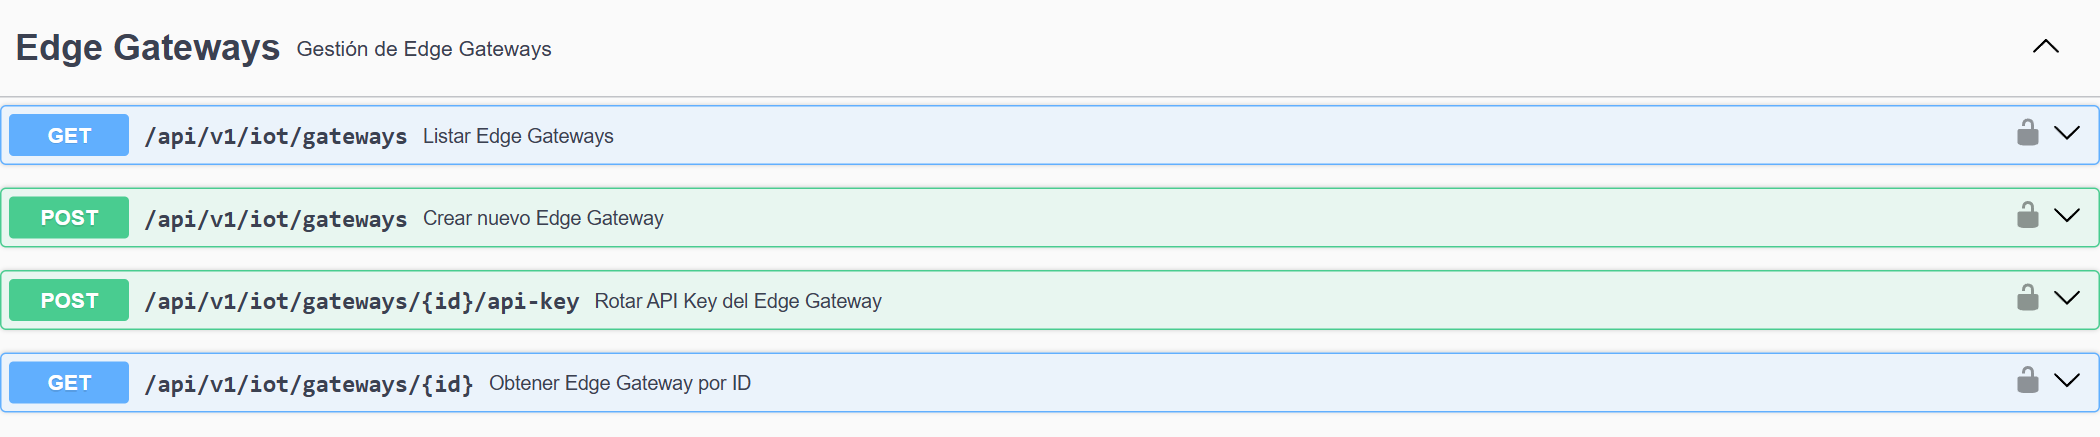 Edge Gateways Gestión de Edge Gateways
GET /api/v1/iot/gateways Listar Edge Gateways
POST /api/v1/iot/gateways Crear nuevo Edge Gateway
POST /api/v1/iot/gateways/{id}/api-key Rotar API Key del Edge Gateway
GET /api/v1/iot/gateways/{id} Obtener Edge Gateway por ID